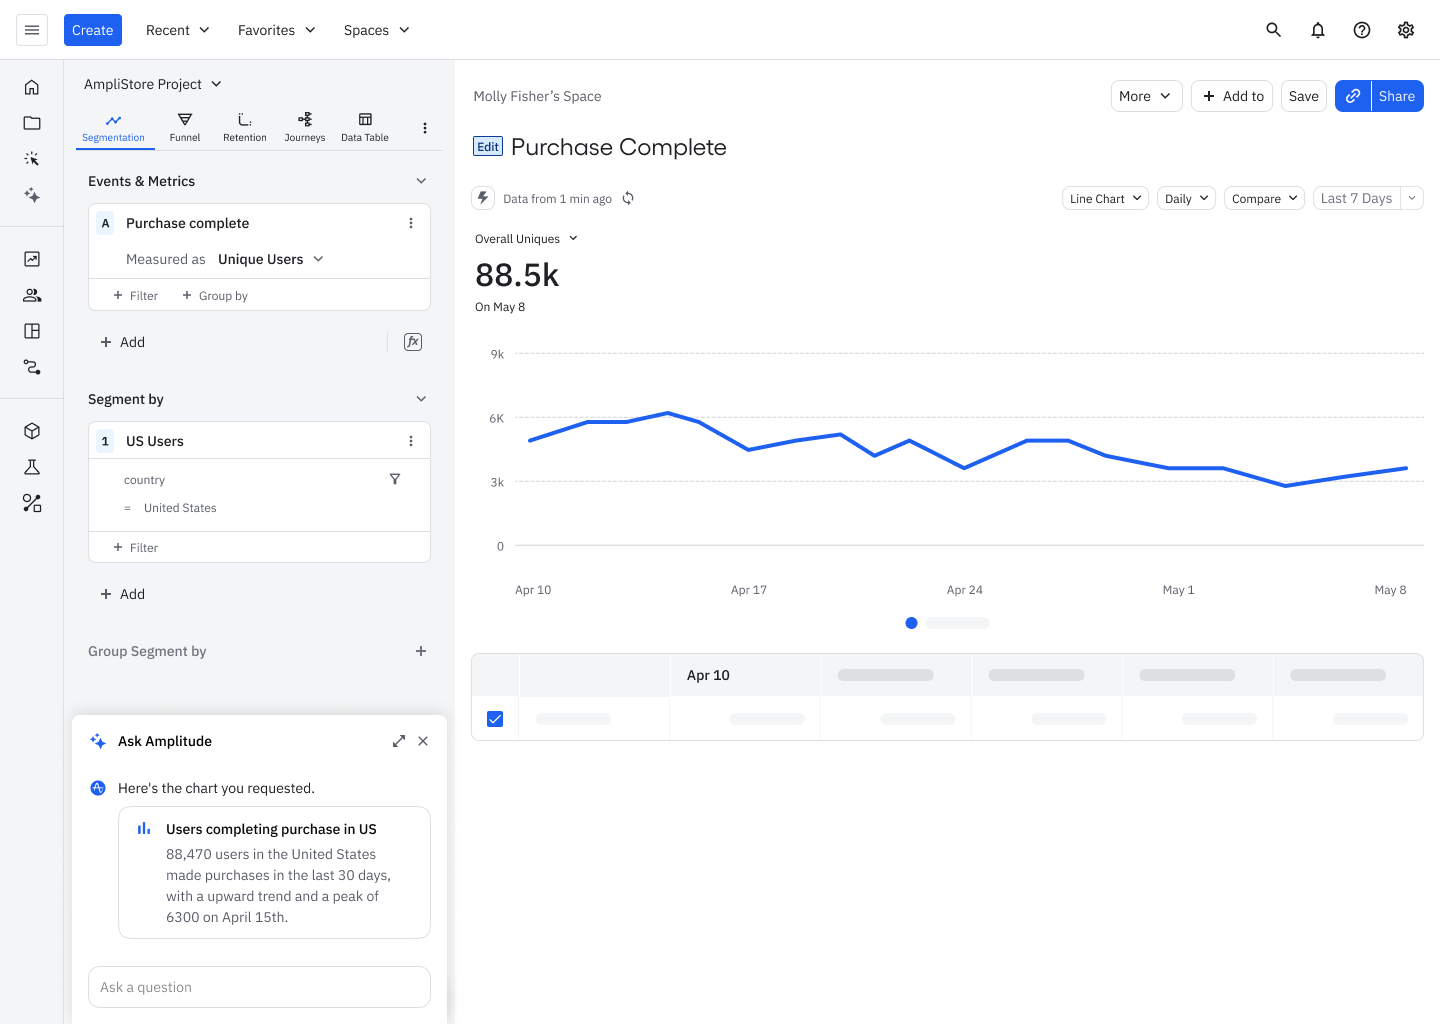 Create
Recent
Favorites
Spaces
AmpliStore Project
Segmentation
Funnel
Retention
Journeys
Data Table
Events & Metrics
A
Purchase complete
Measured as Unique Users
Filter
Group by
Add
fx
Segment by
1
US Users
country
= United States
Filter
Add
Group Segment by
Ask Amplitude
Here's the chart you requested.
Users completing purchase in US
88,470 users in the United States
made purchases in the last 30 days,
with a upward trend and a peak of
6300 on April 15th.
Ask a question
Molly Fisher’s Space
More
Add to
Save
Share
Edit
Purchase Complete
Data from 1 min ago
Line Chart
Daily
Compare
Last 7 Days
Overall Uniques
88.5k
On May 8
9k
6K
3k
0
Apr 10
Apr 17
Apr 24
May 1
May 8
Apr 10